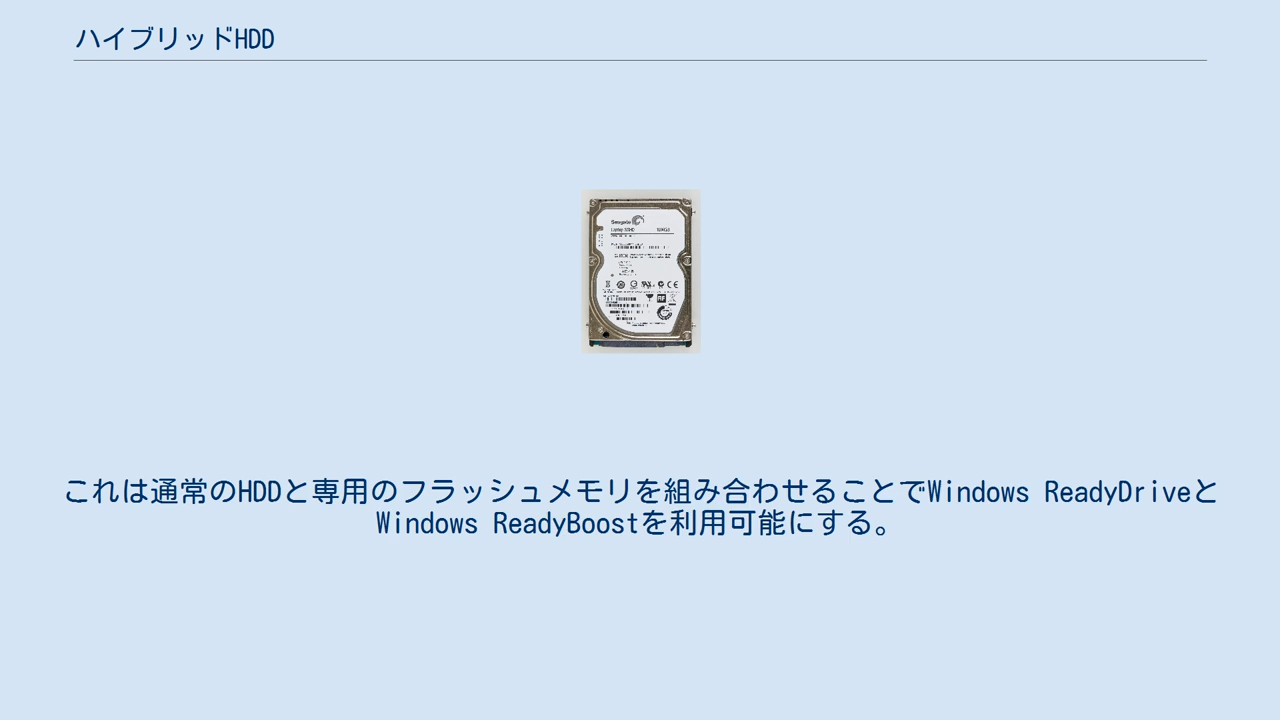 ハイブリッドHDD
Seagate
Laptop SSHD
これは通常のHDDと専用のフラッシュメモリを組み合わせることでWindows ReadyDriveと
Windows ReadyBoostを利用可能にする。